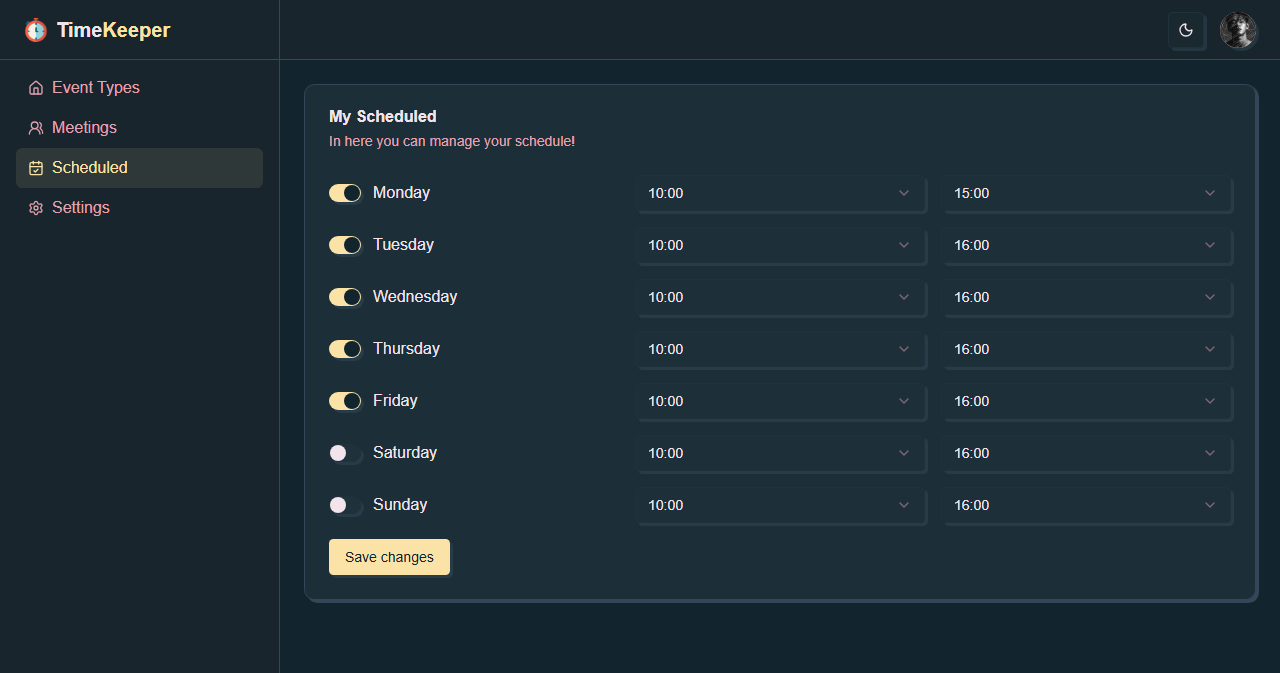 TimeKeeper
Event Types
Meetings
Scheduled
Settings
My Scheduled
In here you can manage your schedule!
Monday 10:00 15:00
Tuesday 10:00 16:00
Wednesday 10:00 16:00
Thursday 10:00 16:00
Friday 10:00 16:00
Saturday 10:00 16:00
Sunday 10:00 16:00
Save changes